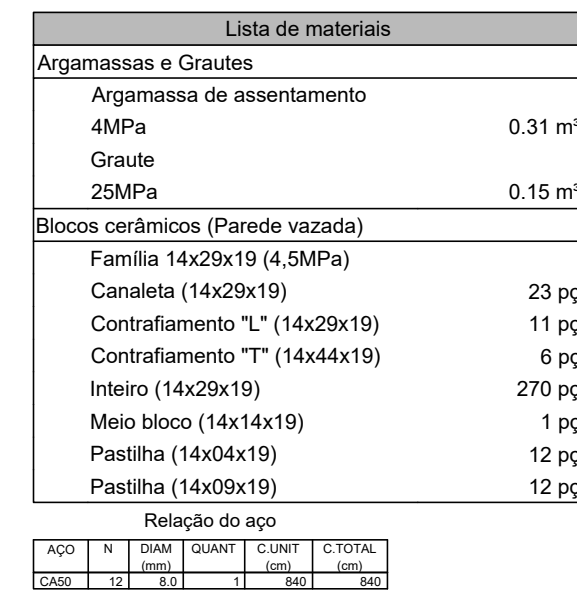 Lista de materiais
Argamassas e Grautes
Argamassa de assentamento
4MPa 0.31 m³
Graute
25MPa 0.15 m³
Blocos cerâmicos (Parede vazada)
Família 14x29x19 (4,5MPa)
Canaleta (14x29x19) 23 pç
Contrafiamento "L" (14x29x19) 11 pç
Contrafiamento "T" (14x44x19) 6 pç
Inteiro (14x29x19) 270 pç
Meio bloco (14x14x19) 1 pç
Pastilha (14x04x19) 12 pç
Pastilha (14x09x19) 12 pç
Relação do aço
AÇO N DIAM QUANT C.UNIT C.TOTAL
(mm) (cm) (cm)
CA50 12 8.0 1 840 840